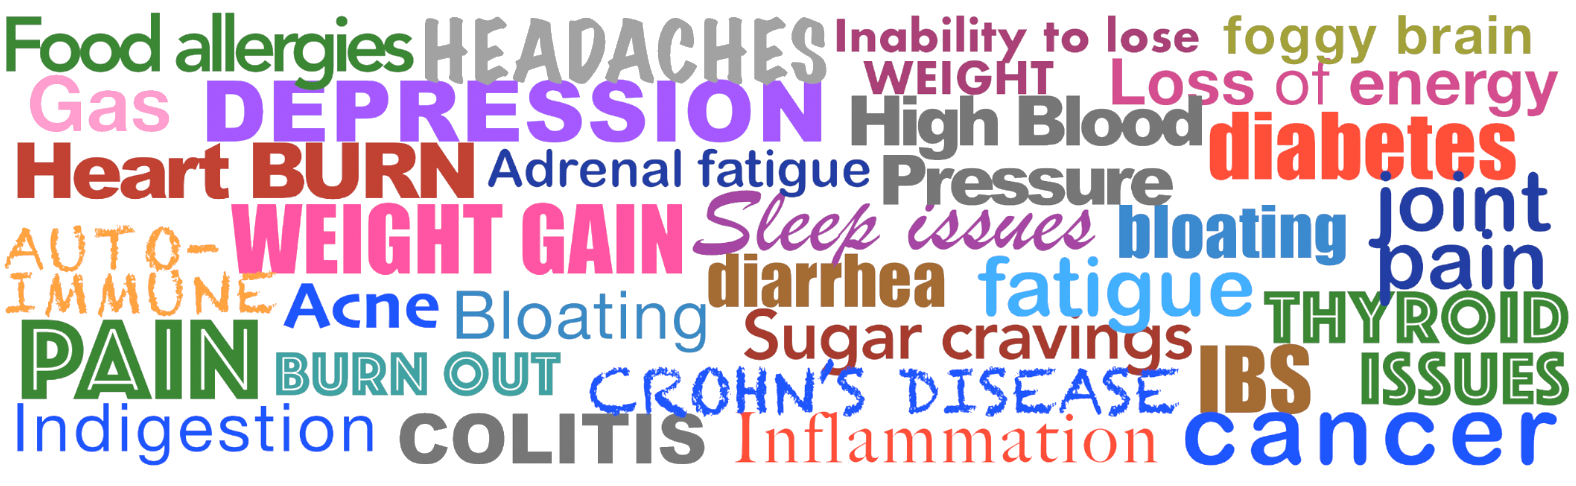 Food allergies
HEADACHES
Inability to lose
WEIGHT
foggy brain
Gas
DEPRESSION
High Blood
Pressure
Loss of energy
diabetes
Heart BURN
Adrenal fatigue
joint
pain
AUTO-
IMMUNE
WEIGHT GAIN
Sleep issues
bloating
diarrhea
fatigue
Acne
Bloating
THYROID
ISSUES
PAIN
BURN OUT
Sugar cravings
CROHN'S DISEASE
IBS
Indigestion
COLITIS
Inflammation
cancer